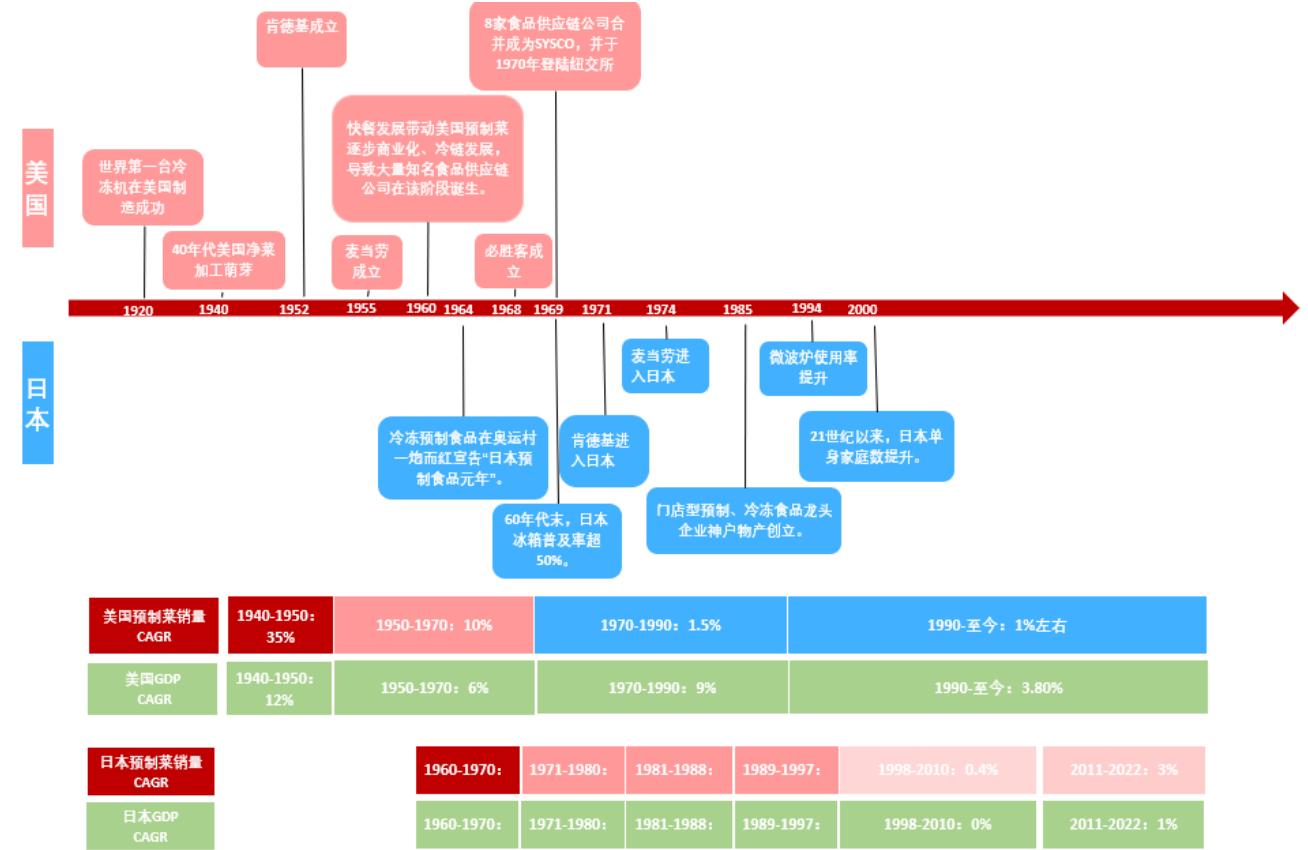 肯德基成立
8家食品供应链公司合
并成为SYSCO，并于
1970年登陆纽交所
快餐发展带动美国预制菜
逐步商业化、冷链发展，
导致大量知名食品供应链
公司在该阶段诞生。
美
国
世界第一台冷
冻机在美国制
造成功
40年代美国净菜
加工萌芽
麦当劳
成立
必胜客成
立
1920
1940
1952
1955
1960
1964
1968
1969
1971
1974
1985
1994
2000
日
本
麦当劳进
入日本
微波炉使用率
提升
冷冻预制食品在奥运村
一炮而红宣告“日本预
制食品元年”。
肯德基进
入日本
21世纪以来，日本单
身家庭数提升。
60年代末，日本
冰箱普及率超
50%。
门店型预制、冷冻食品龙头
企业神户物产创立。
美国预制菜销量
CAGR
1940-1950：
35%
1950-1970：10%
1970-1990：1.5%
1990-至今：1%左右
美国GDP
CAGR
1940-1950：
12%
1950-1970：6%
1970-1990：9%
1990-至今：3.80%
日本预制菜销量
CAGR
1960-1970：
1971-1980：
1981-1988：
1989-1997：
1998-2010：0.4%
2011-2022：3%
日本GDP
CAGR
1960-1970：
1971-1980：
1981-1988：
1989-1997：
1998-2010：0%
2011-2022：1%